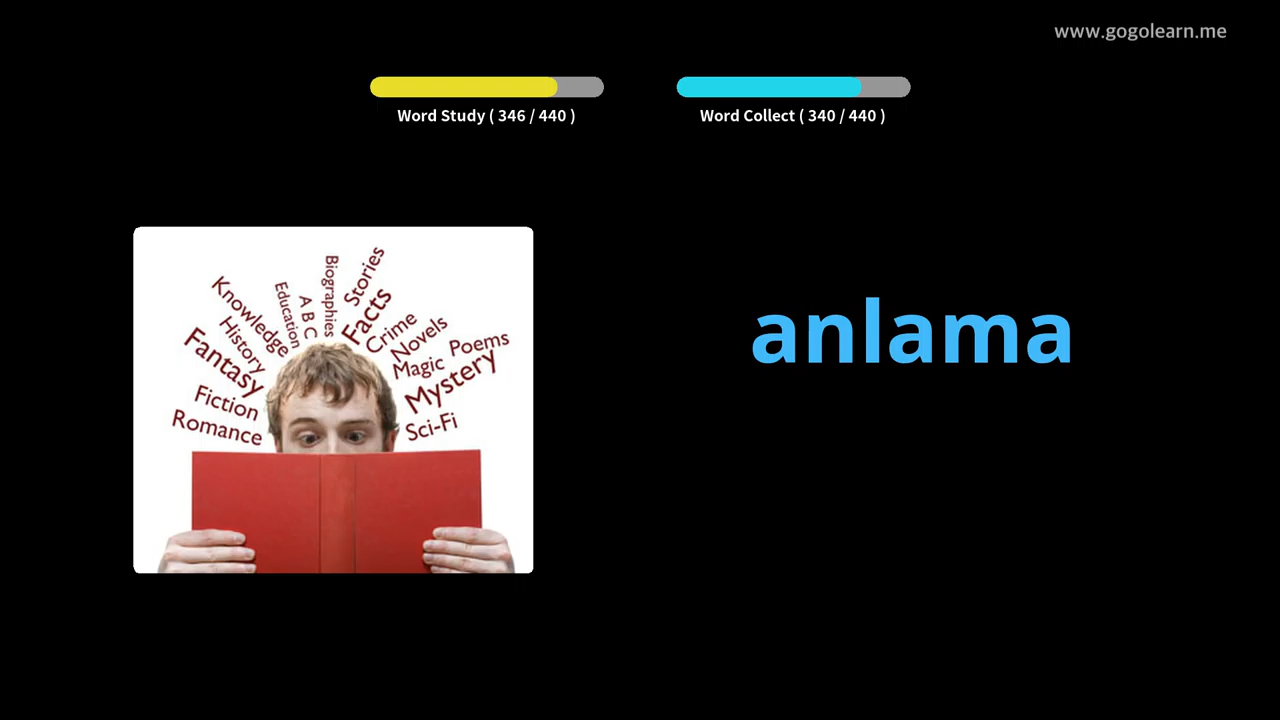 www.gogolearn.me
Word Study ( 346 / 440 )
Word Collect ( 340 / 440 )
Biographies
Stories
Education
A B C
Facts
Knowledge
Crime
History
Novels
Poems
Fantasy
Magic
Mystery
Fiction
Sci-Fi
Romance
anlama